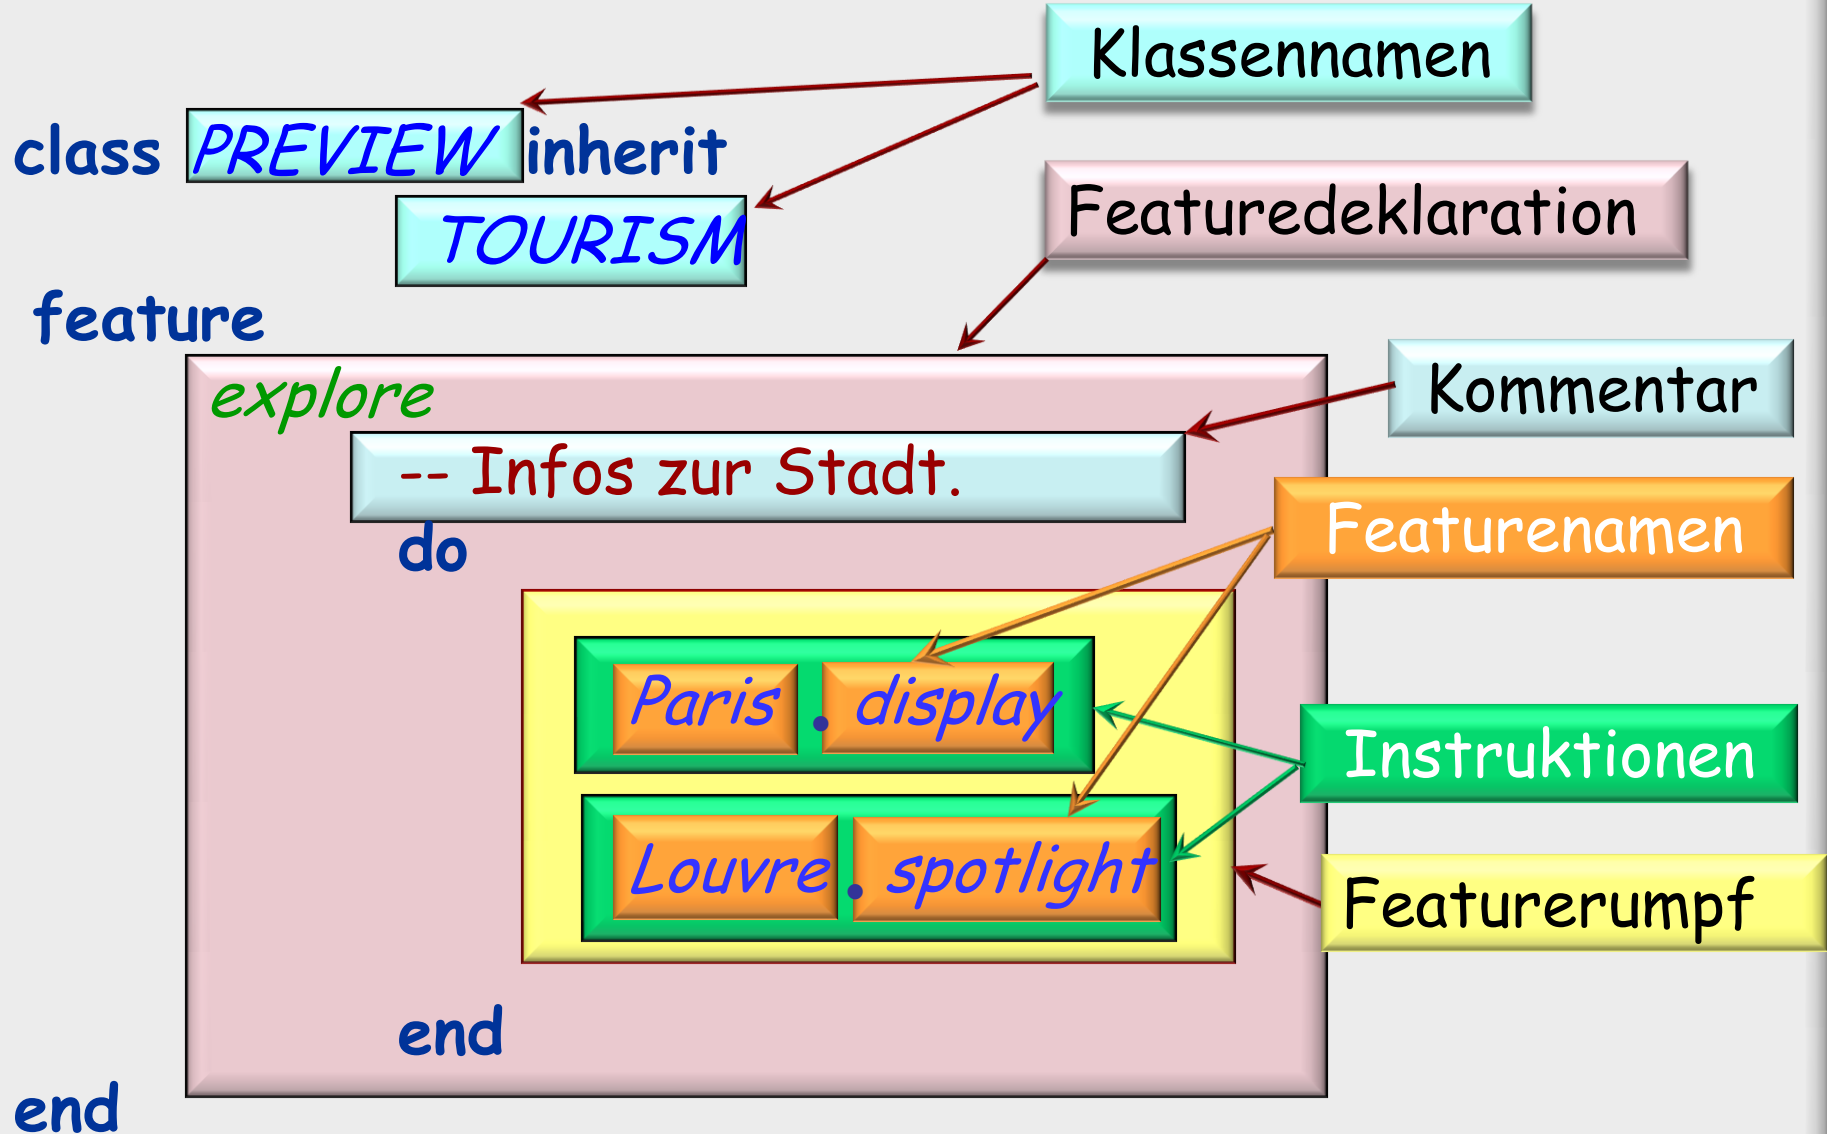 Klassennamen
class PREVIEW inherit
TOURISM
Featuredeklaration
feature
explore
Kommentar
-- Infos zur Stadt.
do
Featurenamen
Paris . display
Instruktionen
Louvre . spotlight
Featurerumpf
end
end